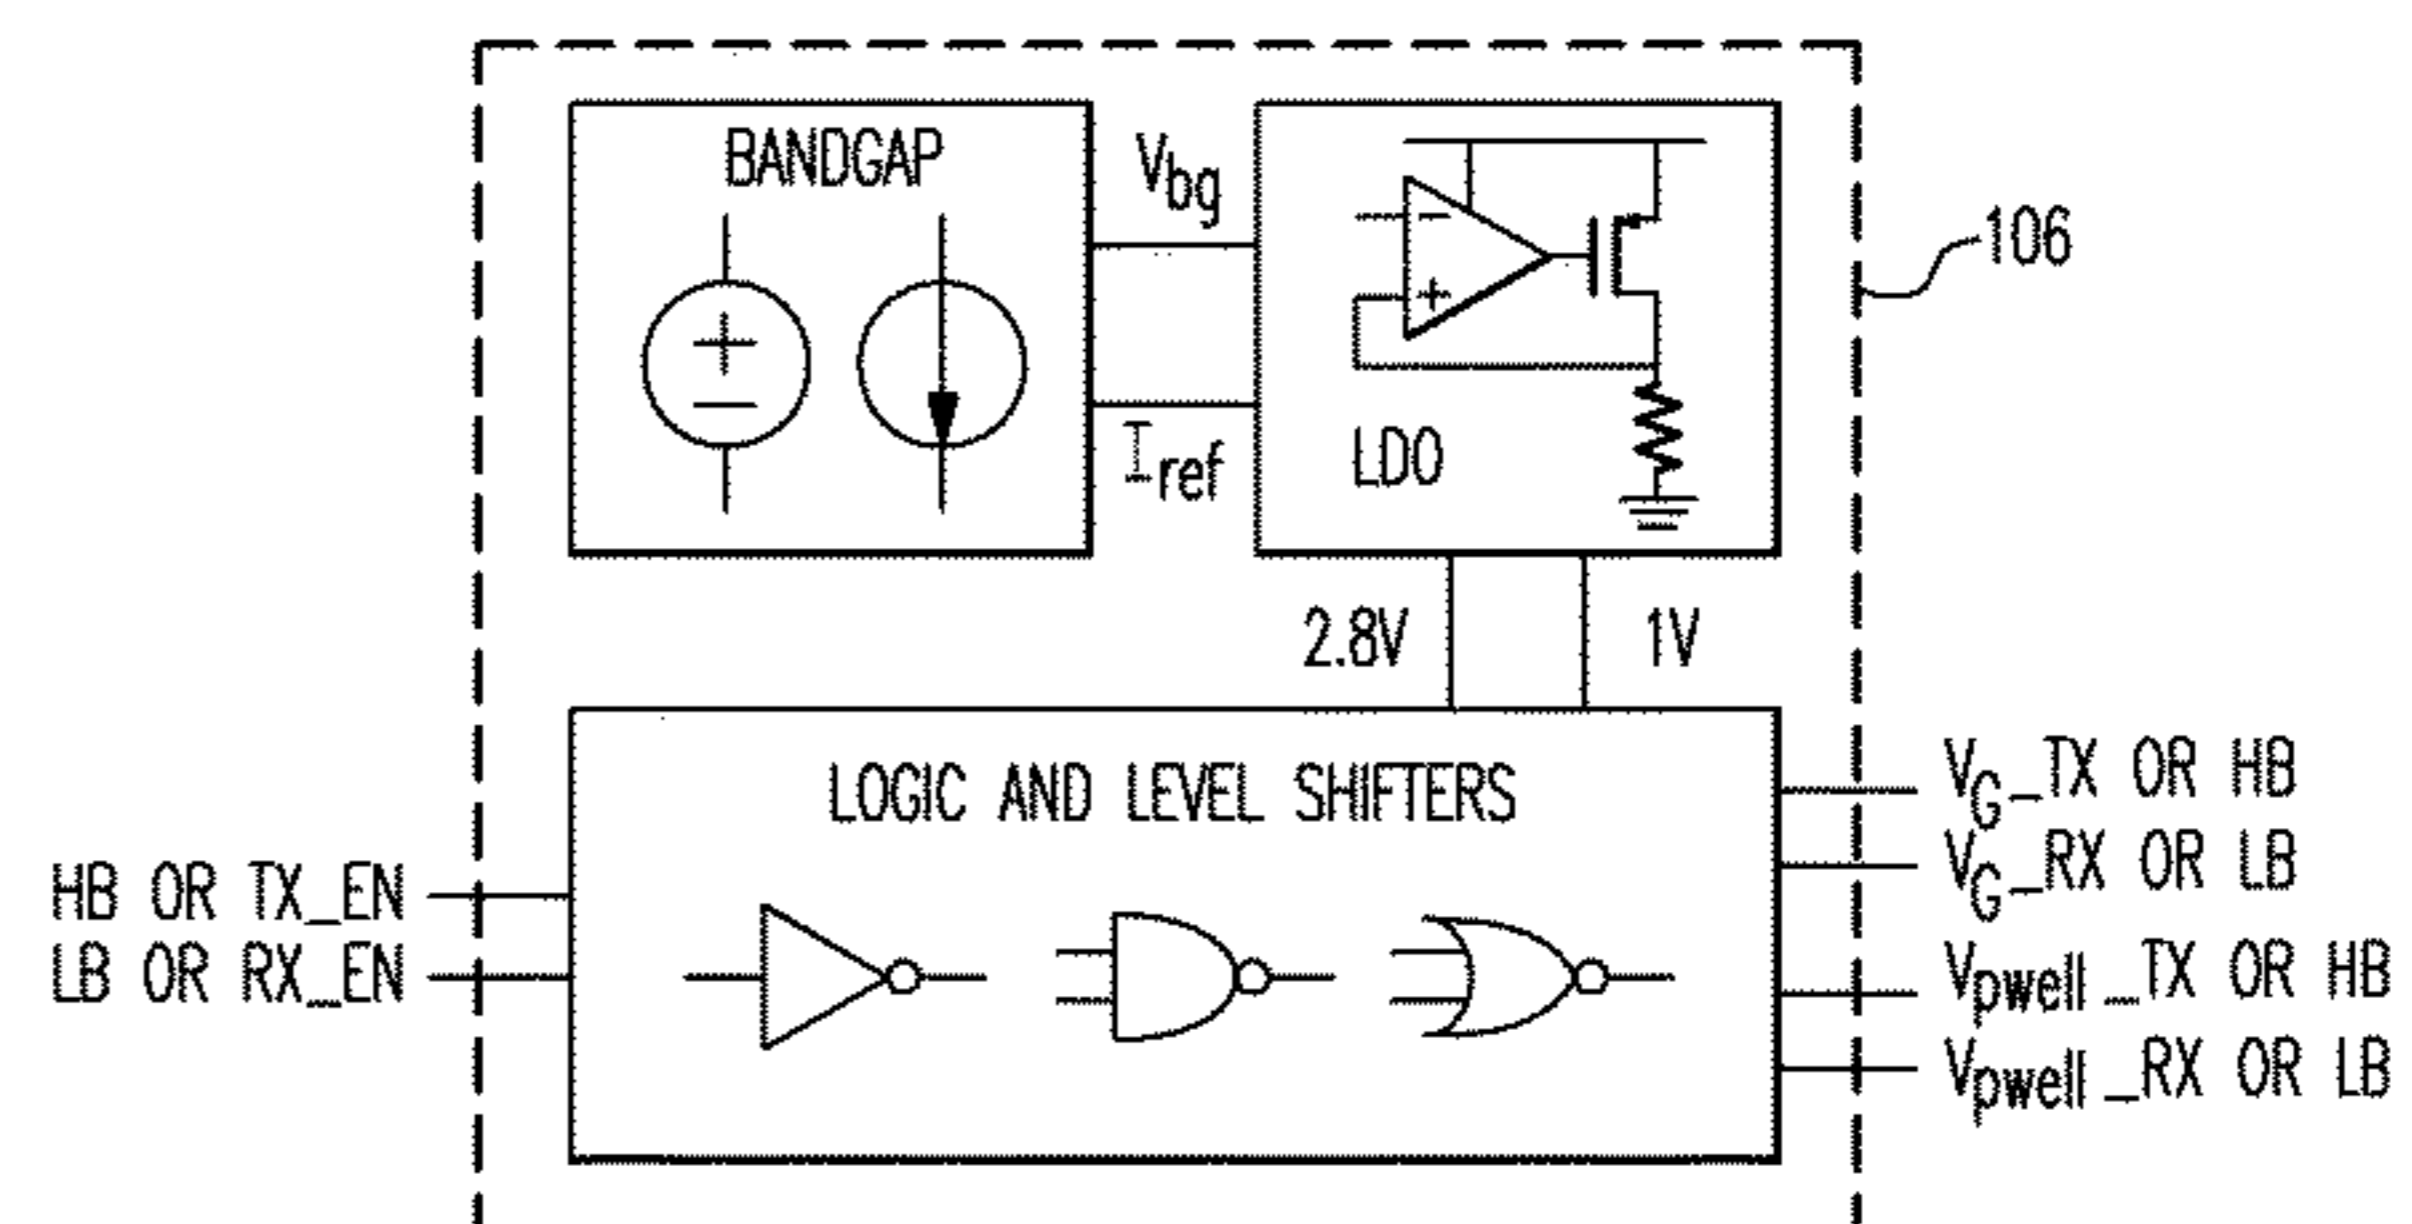 BANDGAP
Vbg
Iref
LDO
106
2.8V
1V
LOGIC AND LEVEL SHIFTERS
HB OR TX_EN
LB OR RX_EN
VG_TX OR HB
VG_RX OR LB
Vpwell_TX OR HB
Vpwell_RX OR LB